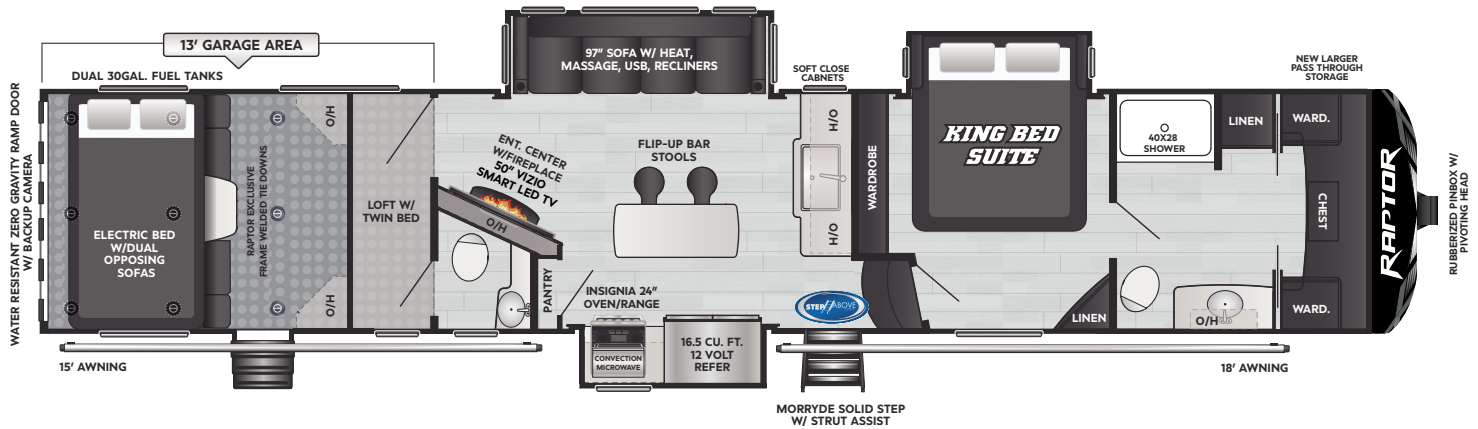 13' GARAGE AREA
DUAL 30GAL. FUEL TANKS
WATER RESISTANT ZERO GRAVITY RAMP DOOR
W/ BACKUP CAMERA
ELECTRIC BED
W/DUAL
OPPOSING
SOFAS
RAPTOR EXCLUSIVE
FRAME WELDED TIE DOWNS
O/H
O/H
LOFT W/
TWIN BED
15' AWNING
97" SOFA W/ HEAT,
MASSAGE, USB, RECLINERS
ENT. CENTER
W/FIREPLACE
50" VIZIO
SMART LED TV
O/H
FLIP-UP BAR
STOOLS
PANTRY
INSIGNIA 24"
OVEN/RANGE
CONVECTION
MICROWAVE
16.5 CU. FT.
12 VOLT
REFER
SOFT CLOSE
CABNETS
O/H
O/H
WARDROBE
STEP ABOVE
MORRYDE SOLID STEP
W/ STRUT ASSIST
KING BED
SUITE
LINEN
40X28
SHOWER
LINEN
O/H
18' AWNING
NEW LARGER
PASS THROUGH
STORAGE
WARD.
CHEST
WARD.
RAPTOR
RUBBERIZED PINBOX W/
PIVOTING HEAD